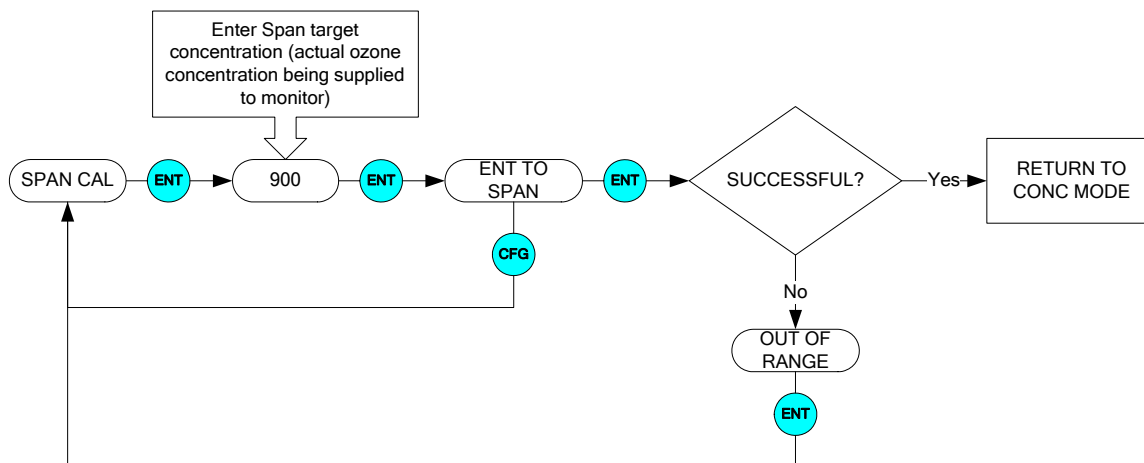 Enter Span target
concentration (actual ozone
concentration being supplied
to monitor)
SPAN CAL
ENT
900
ENT
ENT TO
SPAN
ENT
SUCCESSFUL?
Yes
RETURN TO
CONC MODE
CFG
No
OUT OF
RANGE
ENT